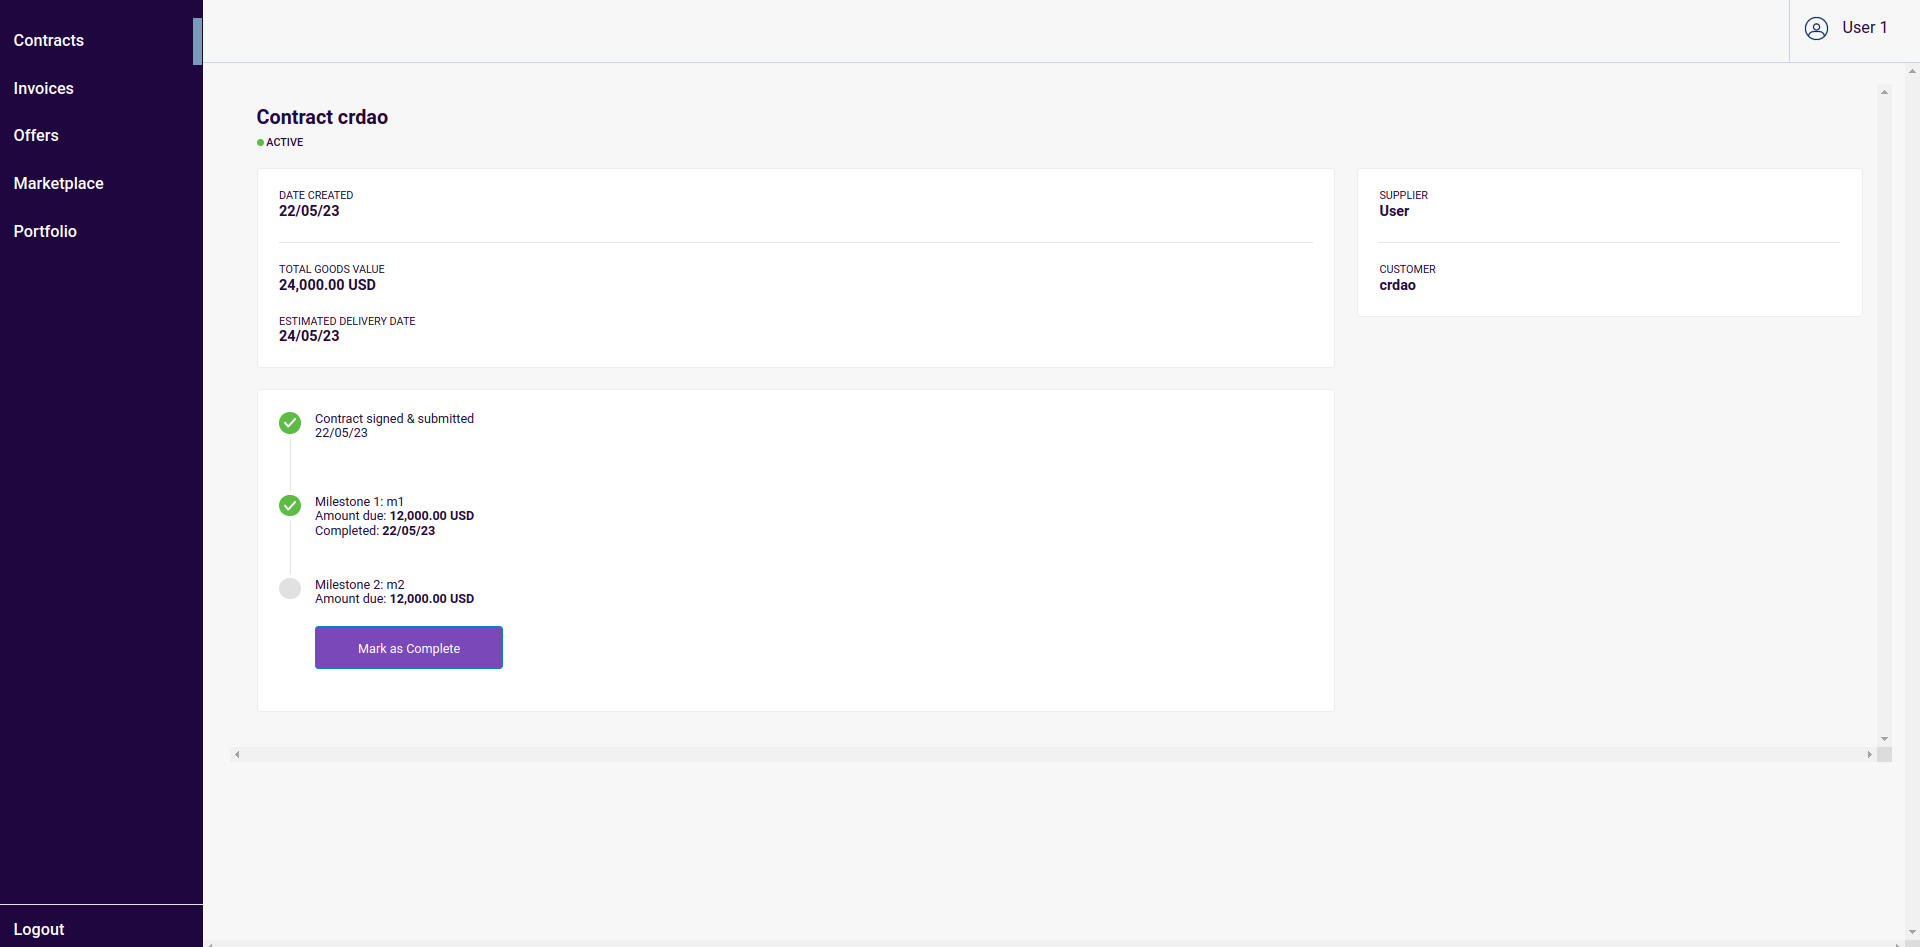 Contracts
Invoices
Offers
Marketplace
Portfolio
Logout
User 1
Contract crdao
ACTIVE
DATE CREATED
22/05/23
TOTAL GOODS VALUE
24,000.00 USD
ESTIMATED DELIVERY DATE
24/05/23
SUPPLIER
User
CUSTOMER
crdao
Contract signed & submitted
22/05/23
Milestone 1: m1
Amount due: 12,000.00 USD
Completed: 22/05/23
Milestone 2: m2
Amount due: 12,000.00 USD
Mark as Complete